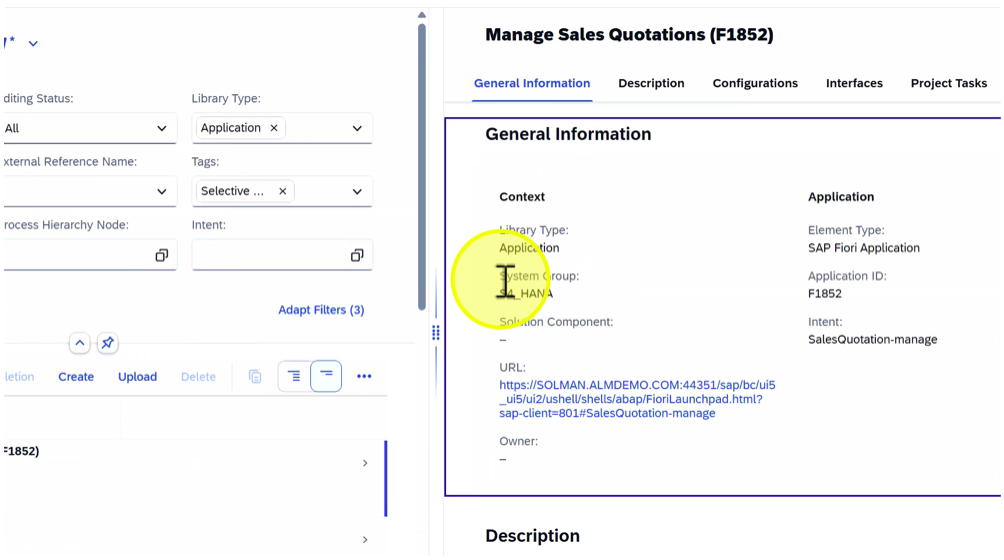 Manage Sales Quotations (F1852)
General Information
Description
Configurations
Interfaces
Project Tasks
diting Status:
Library Type:
All
Application
xternal Reference Name:
Tags:
Selective ...
rocess Hierarchy Node:
Intent:
Adapt Filters (3)
letion
Create
Upload
Delete
F1852)
General Information
Context
Library Type:
Application
System Group:
S4_HANA
Solution Component:
–
URL:
https://SOLMAN.ALMDEMO.COM:44351/sap/bc/ui5
_ui5/ui2/ushell/shells/abap/FioriLaunchpad.html?
sap-client=801#SalesQuotation-manage
Owner:
–
Application
Element Type:
SAP Fiori Application
Application ID:
F1852
Intent:
SalesQuotation-manage
Description